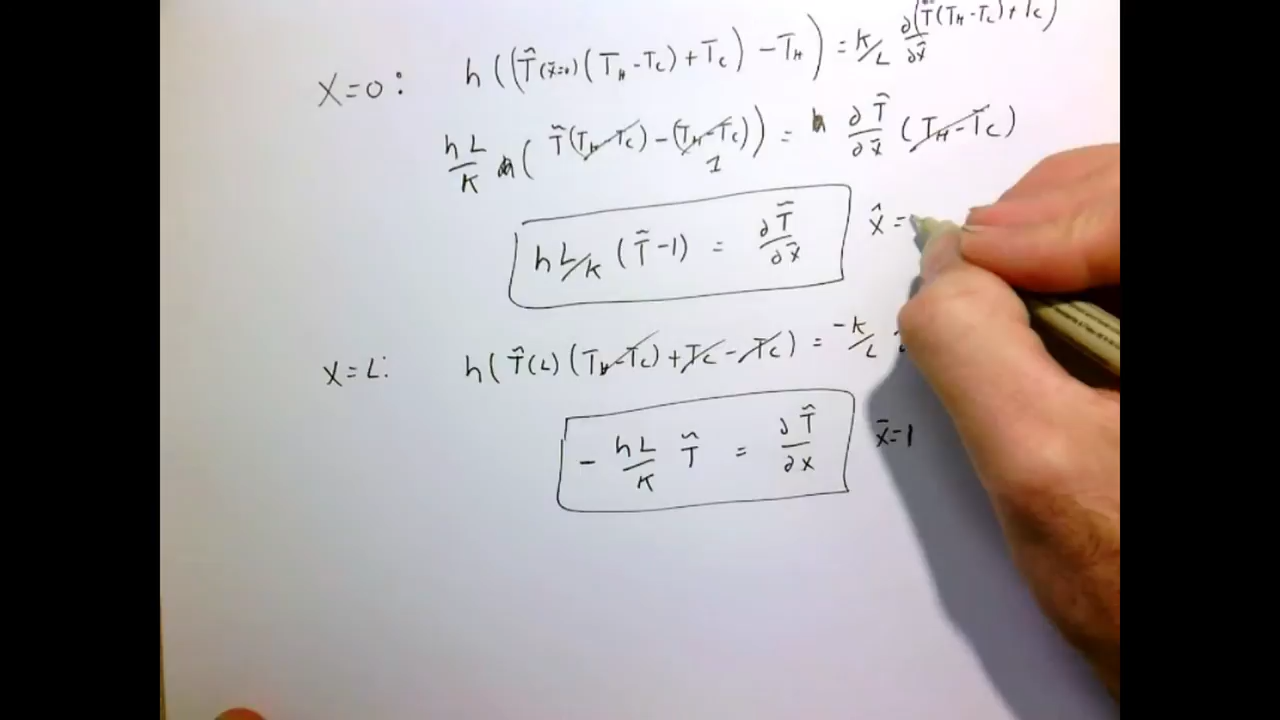 X=0: h((T̃(x̃=0)(T_H-T_C)+T_C)-T_H)=K/L ∂(T̃(T_H-T_C)+T_C)/∂x̃
hL/K (T̃(T_H-T_C)-(T_H-T_C)) = ∂T̃/∂x̃ (T_H-T_C)
1
hL/K (T̃-1) = ∂T̃/∂x̃ x̂=
X=L: h(T̃(L)(T_H-T_C)+T_C-T_C)=-K/L
-hL/K T̃ = ∂T̃/∂x x̃=1